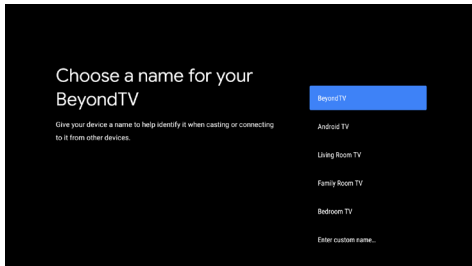 Choose a name for your
BeyondTV
Give your device a name to help identify it when casting or connecting
to it from other devices.
BeyondTV
Android TV
Living Room TV
Family Room TV
Bedroom TV
Enter custom name...